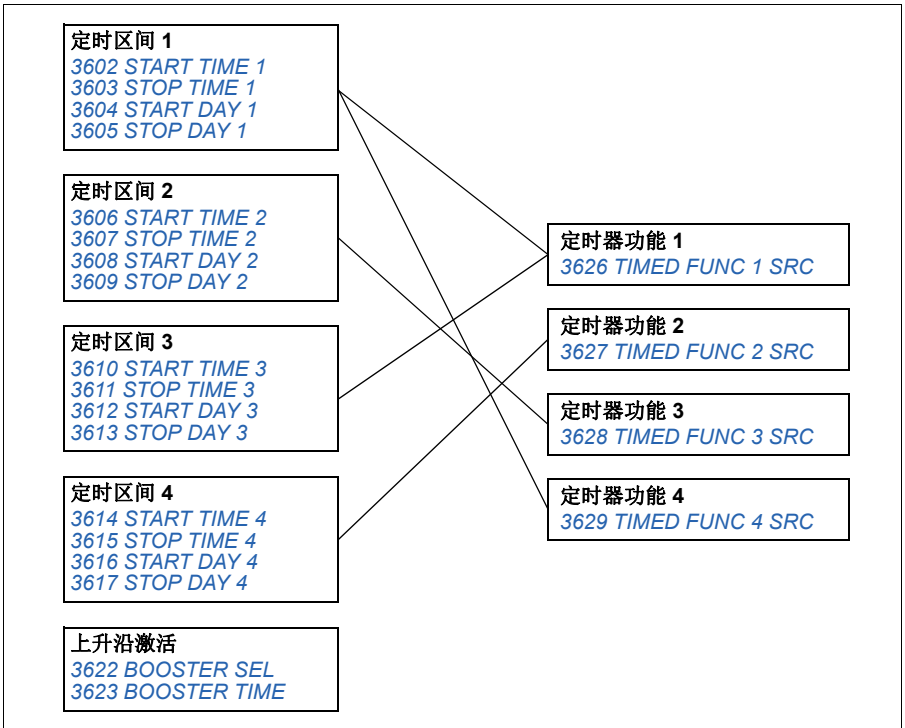 定时区间 1
3602 START TIME 1
3603 STOP TIME 1
3604 START DAY 1
3605 STOP DAY 1
定时区间 2
3606 START TIME 2
3607 STOP TIME 2
3608 START DAY 2
3609 STOP DAY 2
定时区间 3
3610 START TIME 3
3611 STOP TIME 3
3612 START DAY 3
3613 STOP DAY 3
定时区间 4
3614 START TIME 4
3615 STOP TIME 4
3616 START DAY 4
3617 STOP DAY 4
上升沿激活
3622 BOOSTER SEL
3623 BOOSTER TIME
定时器功能 1
3626 TIMED FUNC 1 SRC
定时器功能 2
3627 TIMED FUNC 2 SRC
定时器功能 3
3628 TIMED FUNC 3 SRC
定时器功能 4
3629 TIMED FUNC 4 SRC